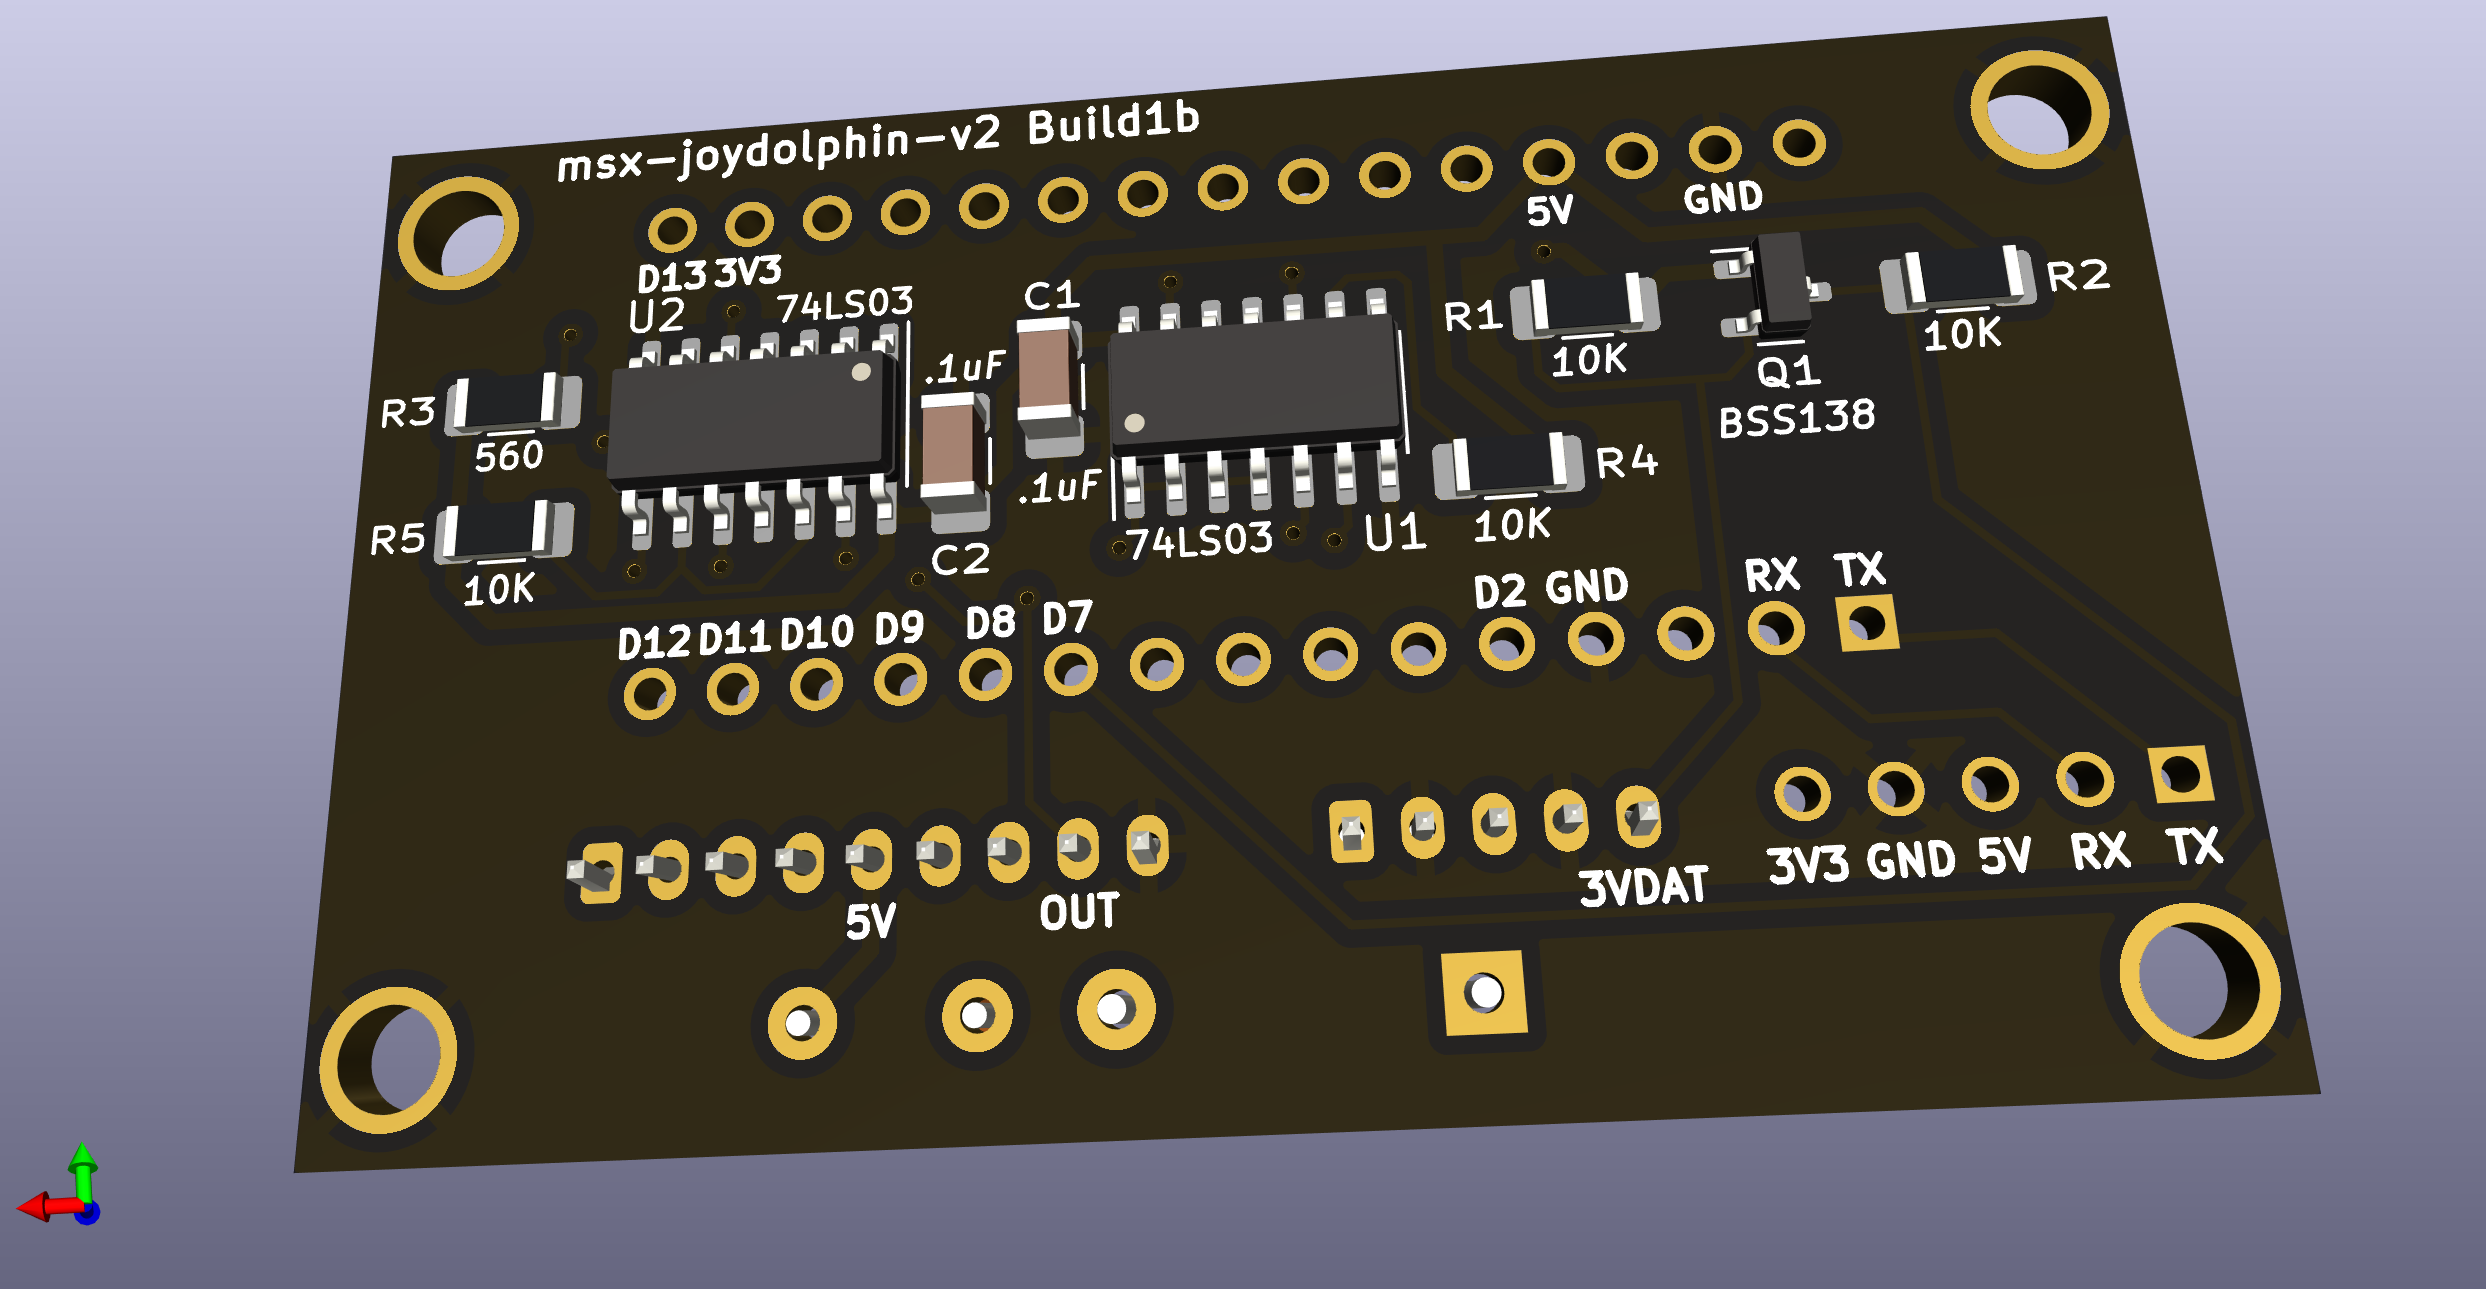 msx-joydolphin-v2 Build1b
5V
GND
D13
3V3
U2
74LS03
C1
R1
10K
R2
10K
Q1
BSS138
R3
560
.1uF
.1uF
R4
10K
R5
10K
C2
74LS03
U1
D12
D11
D10
D9
D8
D7
D2
GND
RX
TX
5V
OUT
3VDAT
3V3
GND
5V
RX
TX